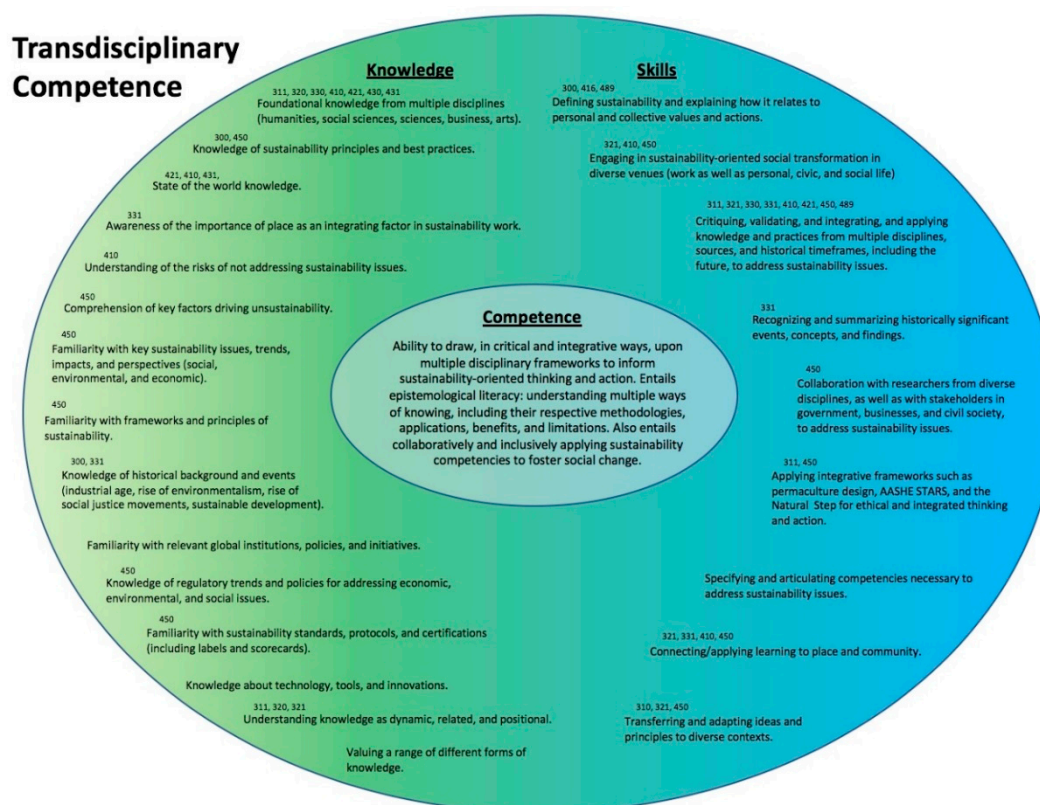 Transdisciplinary
Competence
Knowledge
311, 320, 330, 410, 421, 430, 431
Foundational knowledge from multiple disciplines
(humanities, social sciences, sciences, business, arts).
300, 450
Knowledge of sustainability principles and best practices.
421, 410, 431,
State of the world knowledge.
331
Awareness of the importance of place as an integrating factor in sustainability work.
410
Understanding of the risks of not addressing sustainability issues.
450
Comprehension of key factors driving unsustainability.
450
Familiarity with key sustainability issues, trends,
impacts, and perspectives (social,
environmental, and economic).
450
Familiarity with frameworks and principles of
sustainability.
300, 331
Knowledge of historical background and events
(industrial age, rise of environmentalism, rise of
social justice movements, sustainable development).
Familiarity with relevant global institutions, policies, and initiatives.
450
Knowledge of regulatory trends and policies for addressing economic,
environmental, and social issues.
450
Familiarity with sustainability standards, protocols, and certifications
(including labels and scorecards).
Knowledge about technology, tools, and innovations.
311, 320, 321
Understanding knowledge as dynamic, related, and positional.
Valuing a range of different forms of
knowledge.
Competence
Ability to draw, in critical and integrative ways, upon
multiple disciplinary frameworks to inform
sustainability-oriented thinking and action. Entails
epistemological literacy: understanding multiple
ways of knowing, including their respective methodologies,
applications, benefits, and limitations. Also entails
collaboratively and inclusively applying sustainability
competencies to foster social change.
Skills
300, 416, 489
Defining sustainability and explaining how it relates to
personal and collective values and actions.
321, 410, 450
Engaging in sustainability-oriented social transformation in
diverse venues (work as well as personal, civic, and social life)
311, 321, 330, 331, 410, 421, 450, 489
Critiquing, validating, and integrating, and applying
knowledge and practices from multiple disciplines,
sources, and historical timeframes, including the
future, to address sustainability issues.
331
Recognizing and summarizing historically significant
events, concepts, and findings.
450
Collaboration with researchers from diverse
disciplines, as well as with stakeholders in
government, businesses, and civil society,
to address sustainability issues.
311, 450
Applying integrative frameworks such as
permaculture design, AASHE STARS, and the
Natural Step for ethical and integrated thinking
and action.
Specifying and articulating competencies necessary to
address sustainability issues.
321, 331, 410, 450
Connecting/applying learning to place and community.
310, 321, 450
Transferring and adapting ideas and
principles to diverse contexts.